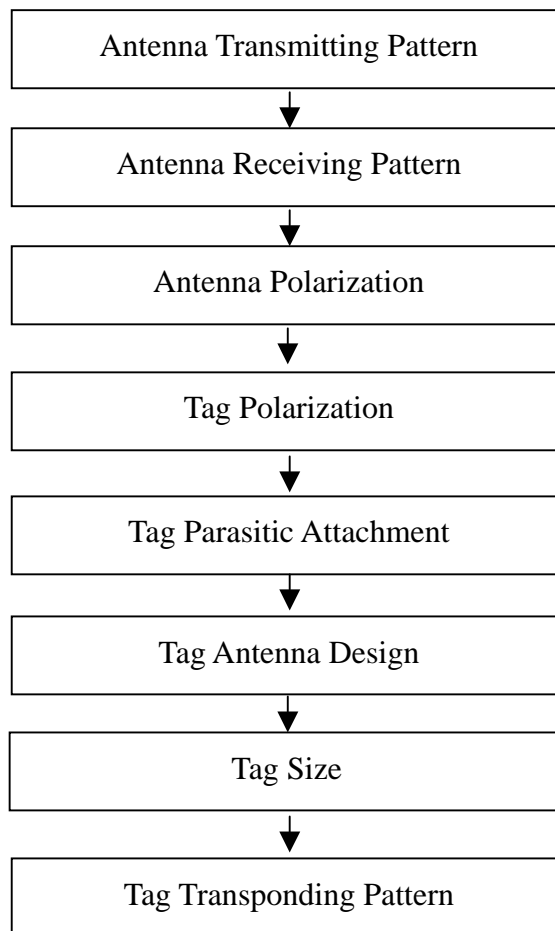 Antenna Transmitting Pattern
Antenna Receiving Pattern
Antenna Polarization
Tag Polarization
Tag Parasitic Attachment
Tag Antenna Design
Tag Size
Tag Transponding Pattern